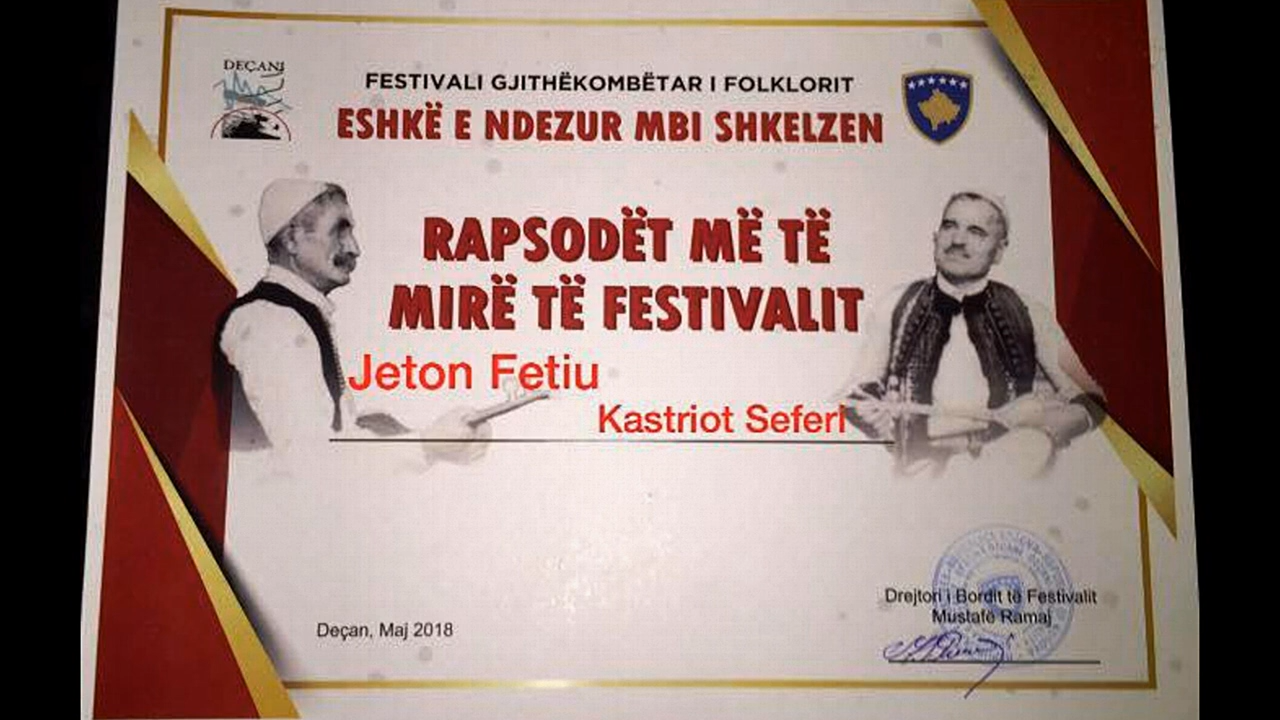 DEÇANI
FESTIVALI GJITHËKOMBËTAR I FOLKLORIT
ESHKË E NDEZUR MBI SHKELZEN
RAPSODËT MË TË
MIRË TË FESTIVALIT
Jeton Fetiu
Kastriot Seferi
Deçan, Maj 2018
Drejtori i Bordit të Festivalit
Mustafë Ramaj